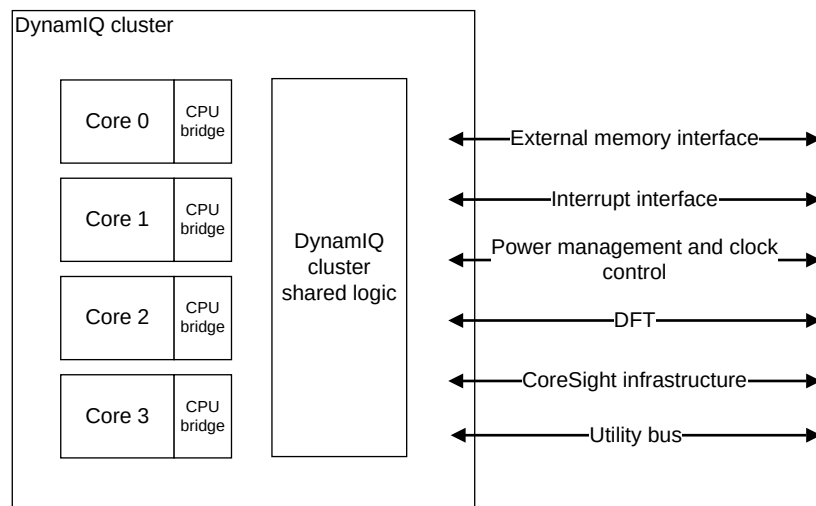 DynamIQ cluster
Core 0
CPU
bridge
Core 1
CPU
bridge
Core 2
CPU
bridge
Core 3
CPU
bridge
DynamIQ
cluster
shared logic
External memory interface
Interrupt interface
Power management and clock
control
DFT
CoreSight infrastructure
Utility bus